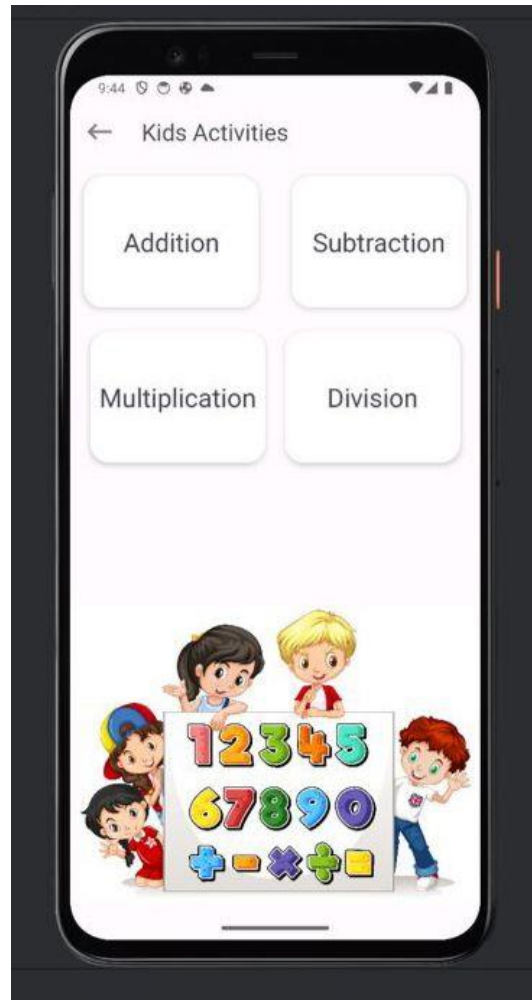 9:44
Kids Activities
Addition Subtraction
Multiplication Division
12345
67890
+-×÷=